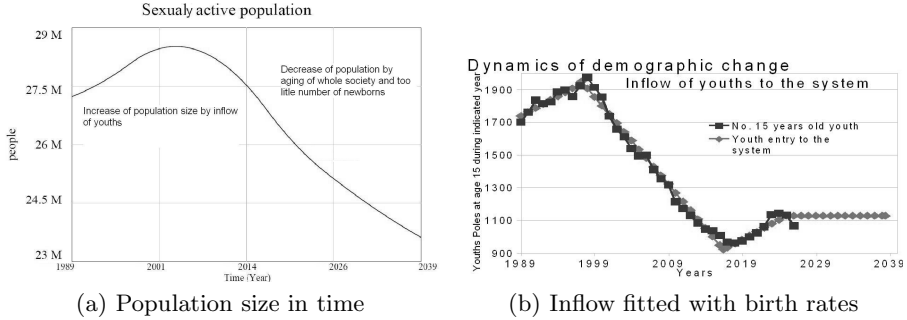 Sexualy active population
29 M
27.5 M
26 M
24.5 M
23 M
people
Increase of population size by inflow
of youths
Decrease of population by
aging of whole society and too
litle number of newborns
1989
2001
2014
2026
2039
Time (Year)
(a) Population size in time
Dynamics of demographic change
Inflow of youths to the system
Youths Poles at age 15 during indicated year
1900
1700
1500
1300
1100
900
No. 15 years old youth
Youth entry to the
system
1989
1999
2009
2019
2029
2039
Years
(b) Inflow fitted with birth rates